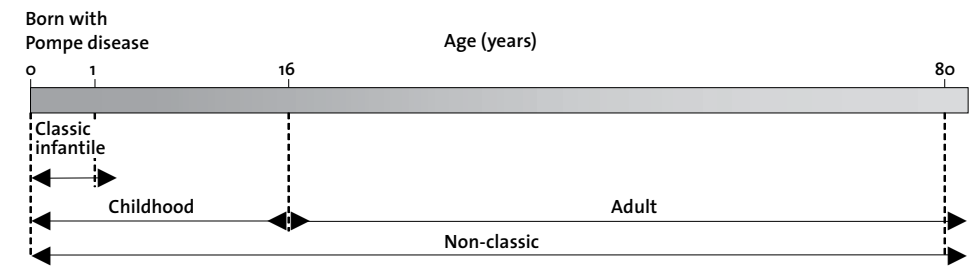 Born with
Pompe disease
Age (years)
0 1 16 80
Classic
infantile
Childhood Adult
Non-classic